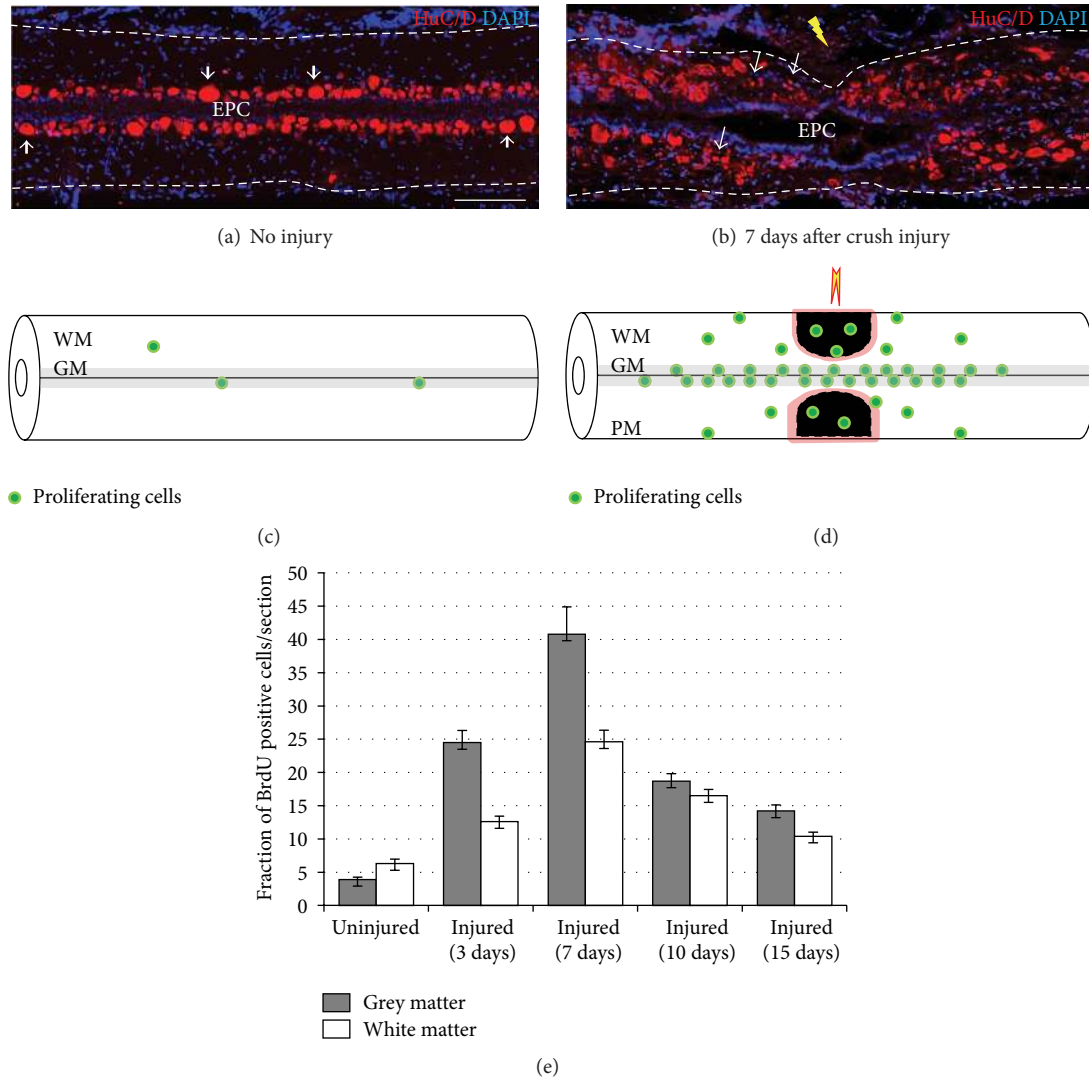 HuC/D DAPI
EPC
(a) No injury
HuC/D DAPI
EPC
(b) 7 days after crush injury
WM
GM
Proliferating cells
(c)
WM
GM
PM
Proliferating cells
(d)
Fraction of BrdU positive cells/section
50
45
40
35
30
25
20
15
10
5
0
Uninjured
Injured
(3 days)
Injured
(7 days)
Injured
(10 days)
Injured
(15 days)
Grey matter
White matter
(e)